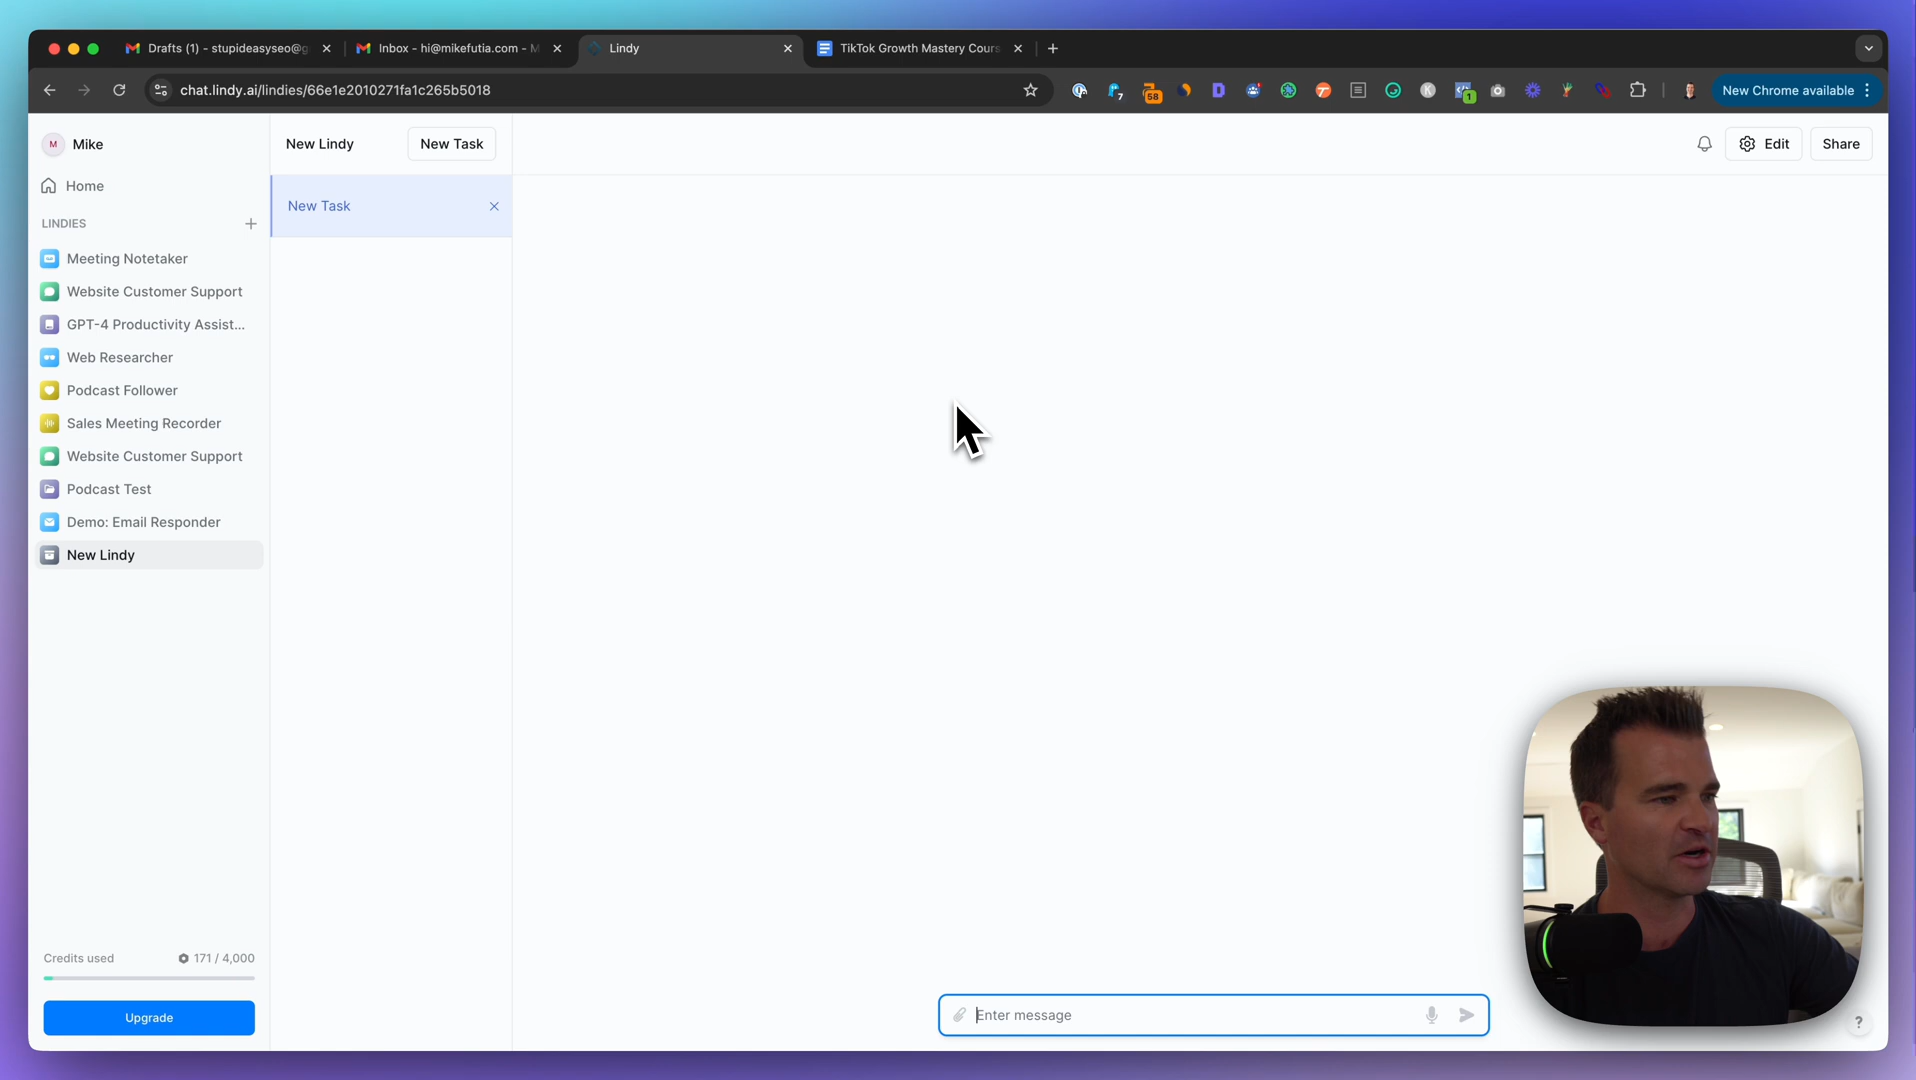 Drafts (1) - stupideasyseo@g
Inbox - hi@mikefutia.com - M
Lindy
TikTok Growth Mastery Cours
chat.lindy.ai/lindies/66e1e2010271fa1c265b5018
7
58
1
New Chrome available
M
Mike
New Lindy
New Task
Edit
Share
Home
New Task
LINDIES
Meeting Notetaker
Website Customer Support
GPT-4 Productivity Assist...
Web Researcher
Podcast Follower
Sales Meeting Recorder
Website Customer Support
Podcast Test
Demo: Email Responder
New Lindy
Credits used
171 / 4,000
Upgrade
Enter message
?